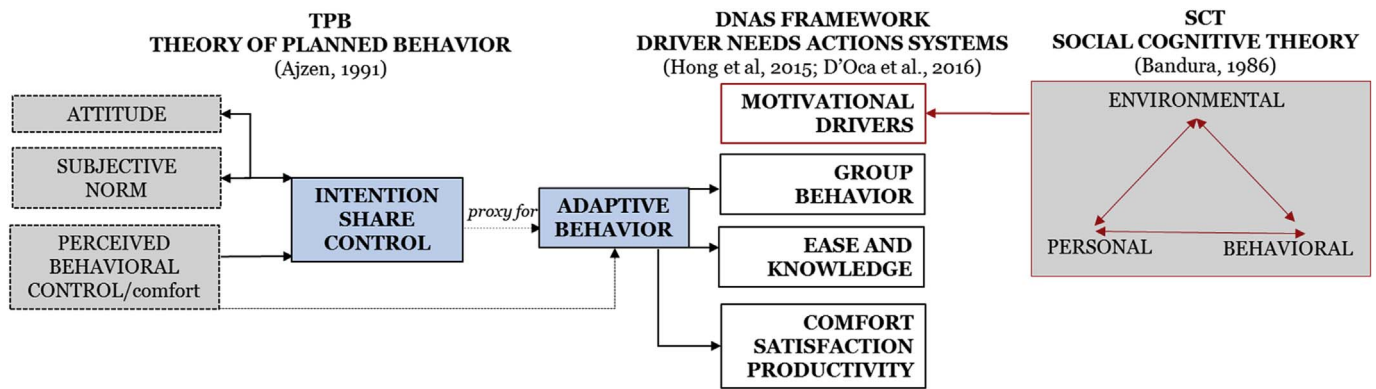 TPB
THEORY OF PLANNED BEHAVIOR
(Ajzen, 1991)
ATTITUDE
SUBJECTIVE
NORM
PERCEIVED
BEHAVIORAL
CONTROL/comfort
INTENTION
SHARE
CONTROL
proxy for
ADAPTIVE
BEHAVIOR
DNAS FRAMEWORK
DRIVER NEEDS ACTIONS SYSTEMS
(Hong et al, 2015; D'Oca et al., 2016)
MOTIVATIONAL
DRIVERS
GROUP
BEHAVIOR
EASE AND
KNOWLEDGE
COMFORT
SATISFACTION
PRODUCTIVITY
SCT
SOCIAL COGNITIVE THEORY
(Bandura, 1986)
ENVIRONMENTAL
PERSONAL
BEHAVIORAL